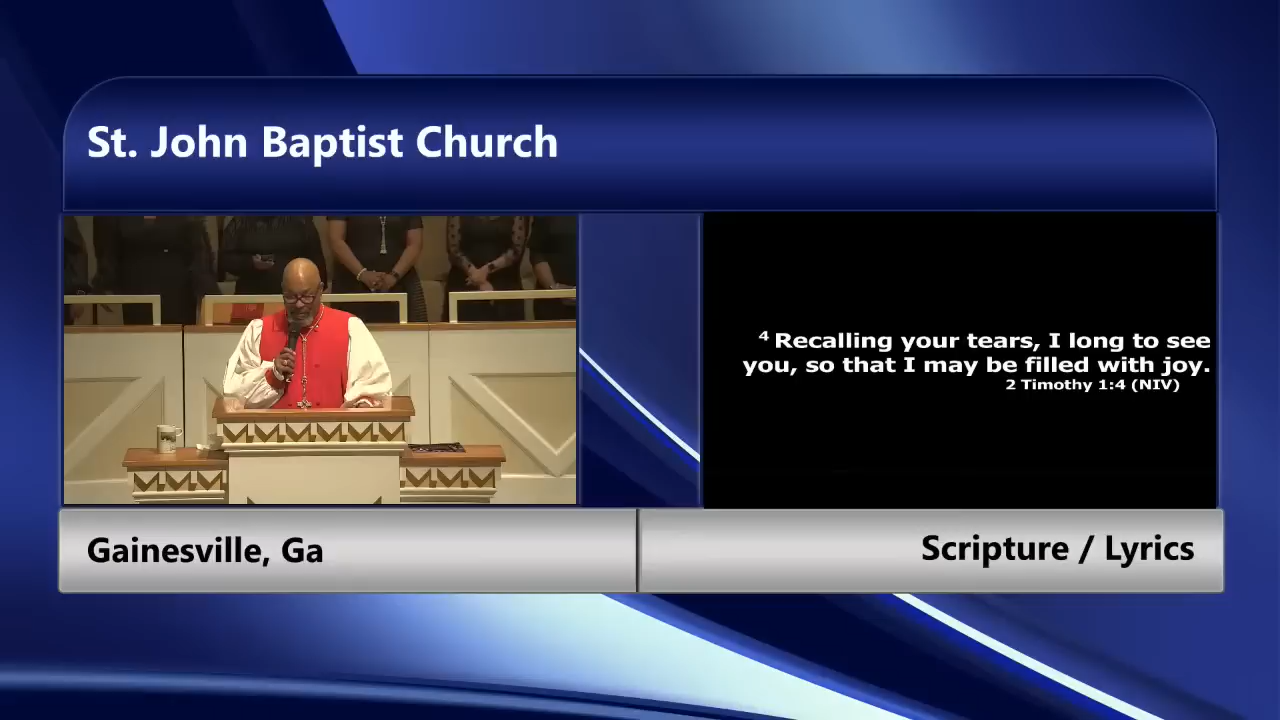 St. John Baptist Church
4 Recalling your tears, I long to see
you, so that I may be filled with joy.
2 Timothy 1:4 (NIV)
Gainesville, Ga
Scripture / Lyrics